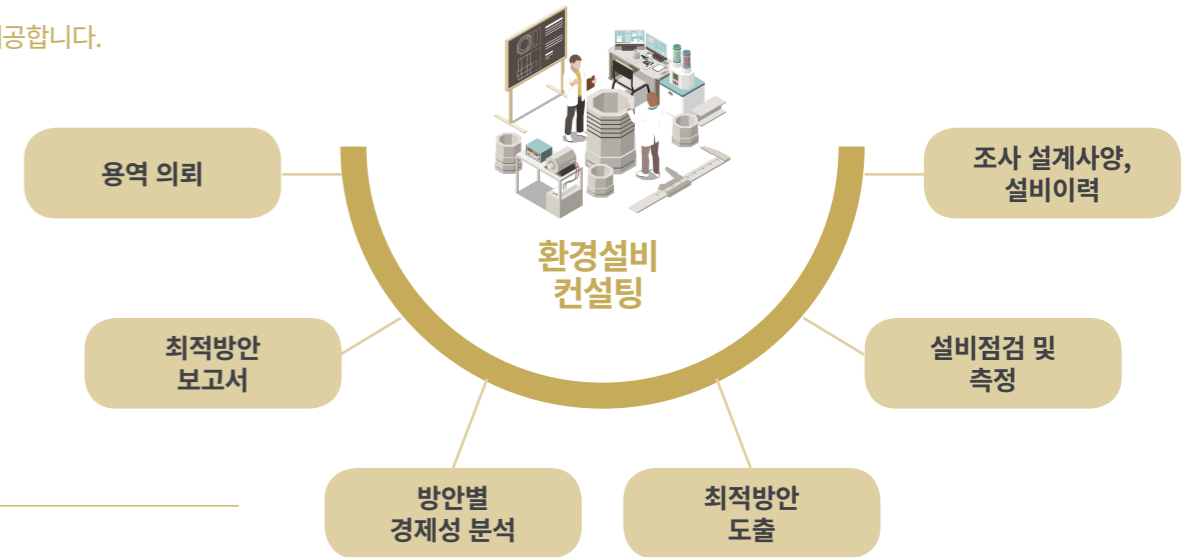 공합니다.
용역 의뢰
조사 설계사양,
설비이력
환경설비
컨설팅
최적방안
보고서
설비점검 및
측정
방안별
경제성 분석
최적방안
도출